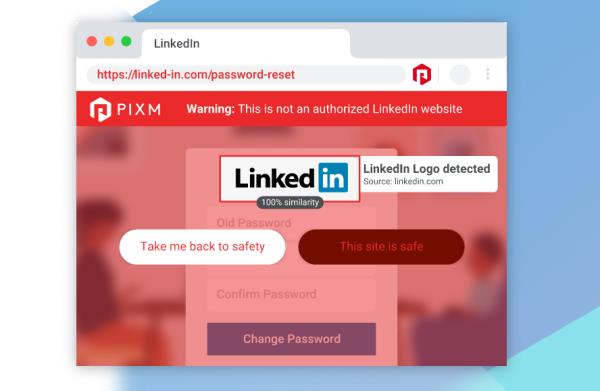 LinkedIn
https://linked-in.com/password-reset
PIXM
Warning: This is not an authorized LinkedIn website
Linked in
LinkedIn Logo detected
Source: linkedin.com
100% similarity
Old Password
Take me back to safety
This site is safe
Confirm Password
Change Password